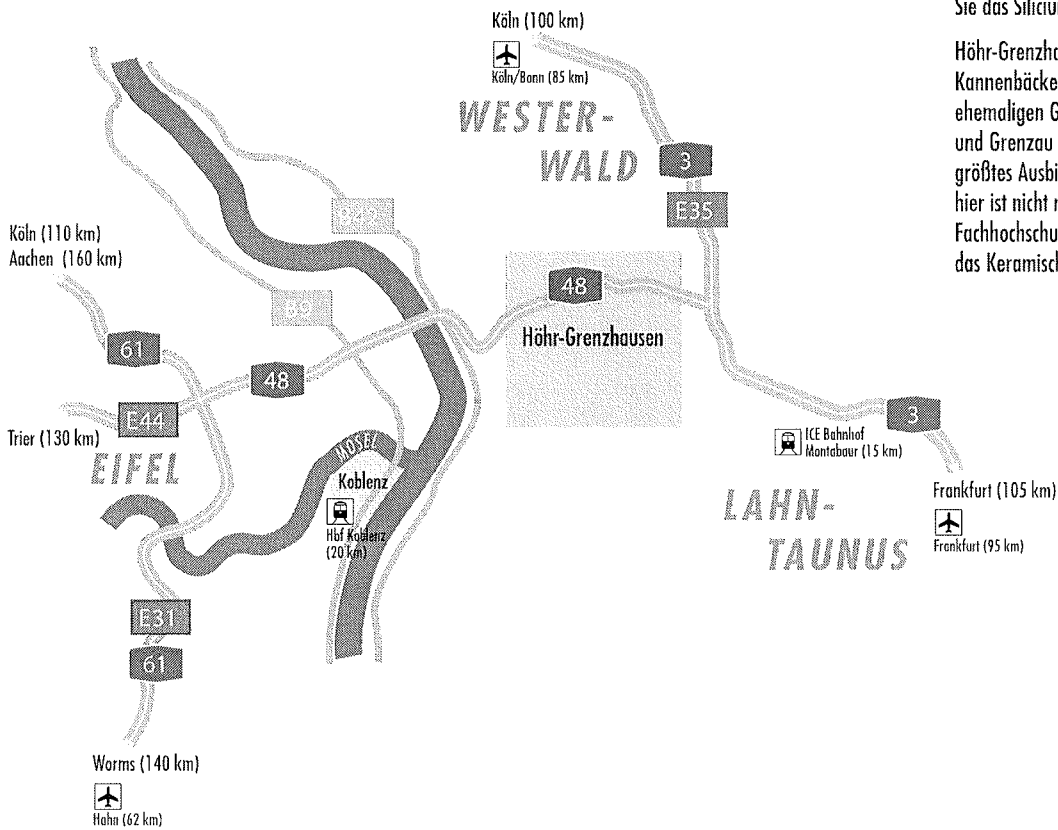 Köln (100 km)
Köln/Bonn (85 km)
WESTER-
WALD
3
E35
B42
Köln (110 km)
Aachen (160 km)
B9
48
Höhr-Grenzhausen
61
48
E44
Trier (130 km)
EIFEL
MOSEL
Koblenz
Hbf Koblenz
(20 km)
3
ICE Bahnhof
Montabaur (15 km)
Frankfurt (105 km)
Frankfurt (95 km)
LAHN-
TAUNUS
E31
61
Worms (140 km)
Hahn (62 km)
Sie das
Höhr-Grenzha
Kannenbäcke
ehemaligen G
und Grenzau
größtes Ausbi
hier ist nicht
Fachhochschu
das Keramisch